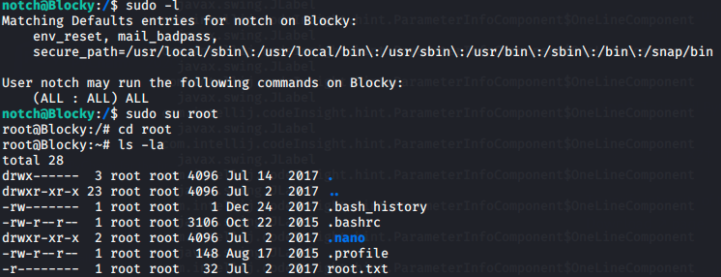 notch@Blocky:/$ sudo -l
Matching Defaults entries for notch on Blocky:
    env_reset, mail_badpass,
    secure_path=/usr/local/sbin\:/usr/local/bin\:/usr/sbin\:/usr/bin\:/sbin\:/bin\:/snap/bin

User notch may run the following commands on Blocky:
    (ALL : ALL) ALL
notch@Blocky:/$ sudo su root
root@Blocky:/# cd root
root@Blocky:~# ls -la
total 28
drwx------  3 root root 4096 Jul 14  2017 .
drwxr-xr-x 23 root root 4096 Jul  2  2017 ..
-rw-------  1 root root    1 Dec 24  2017 .bash_history
-rw-r--r--  1 root root 3106 Oct 22  2015 .bashrc
drwxr-xr-x  2 root root 4096 Jul  2  2017 .nano
-rw-r--r--  1 root root  148 Aug 17  2015 .profile
-r--------  1 root root   32 Jul  2  2017 root.txt